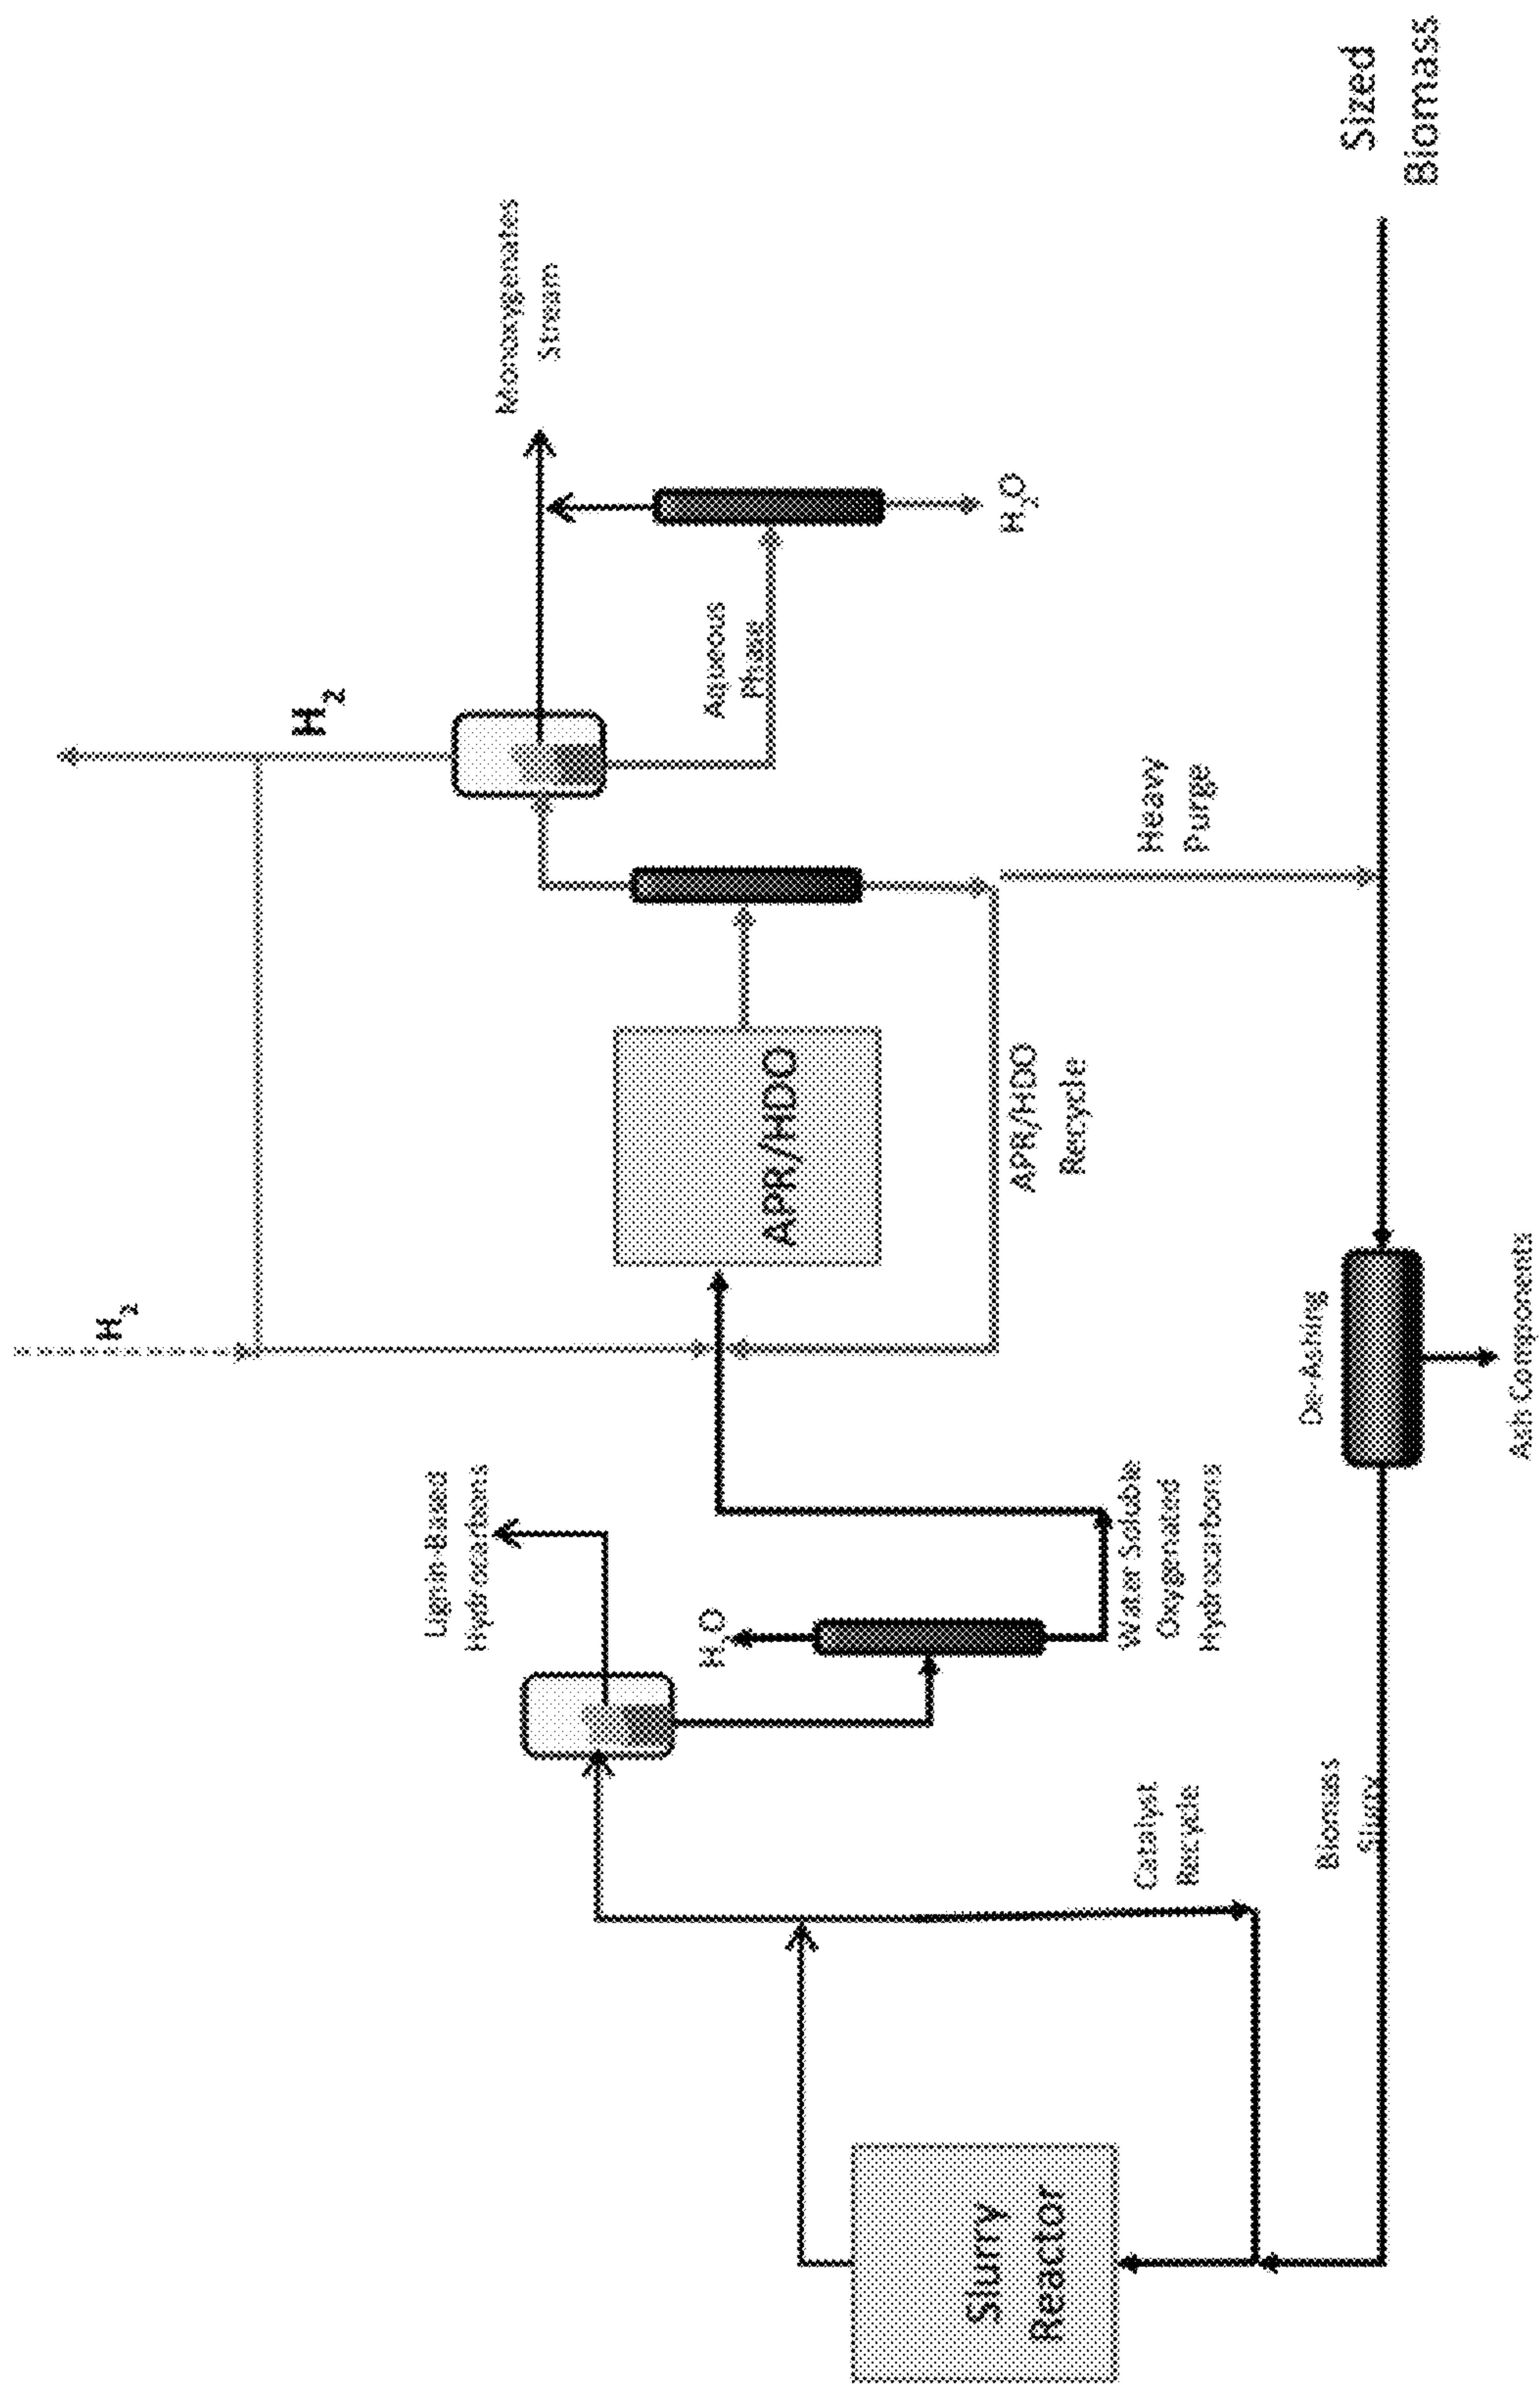 Slurry
Reactor
Catalyst
Recycle
Biomass
Slurry
Lignin-Based
Hydrocarbons
H2O
Water Soluble
Oxygenated
Hydrocarbons
De-Ashing
Ash Components
H2
APR/HDO
APR/HDO
Recycle
Heavy
Purge
H2
Aqueous
Phase
H2O
Monoxygenates
Stream
Sized
Biomass